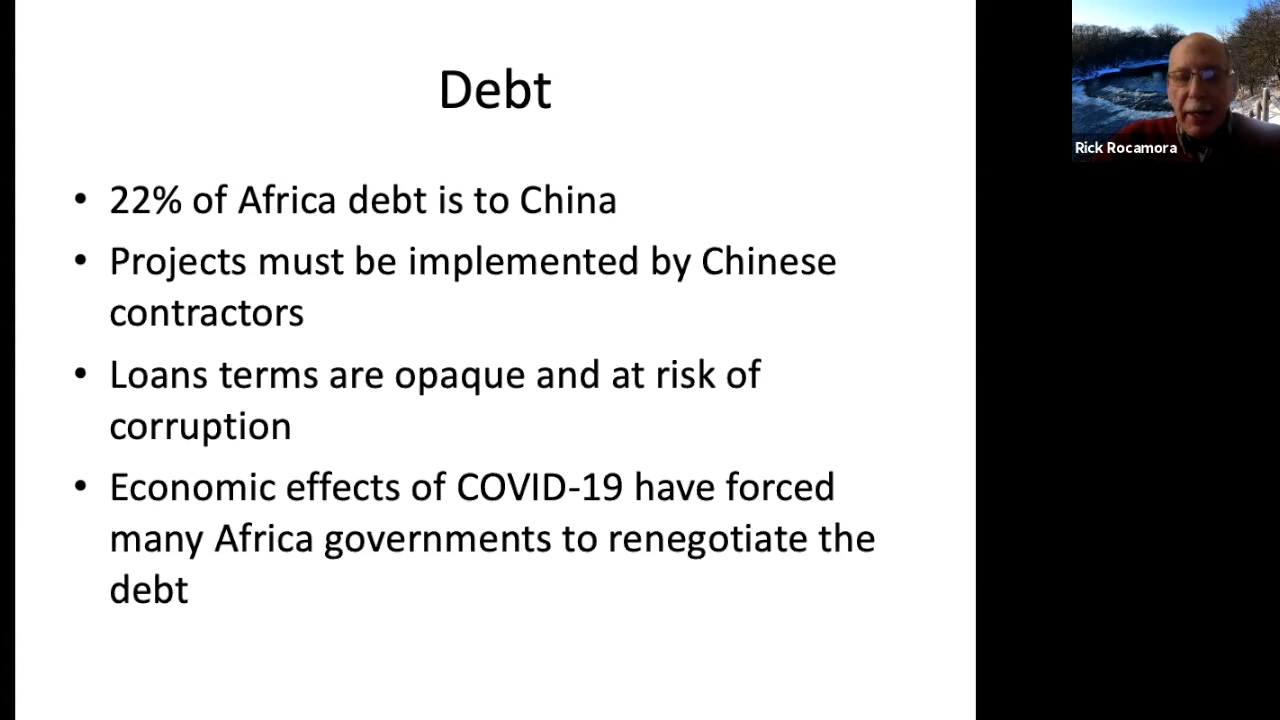 Debt
• 22% of Africa debt is to China
• Projects must be implemented by Chinese
contractors
• Loans terms are opaque and at risk of
corruption
• Economic effects of COVID-19 have forced
many Africa governments to renegotiate the
debt
Rick Rocamora